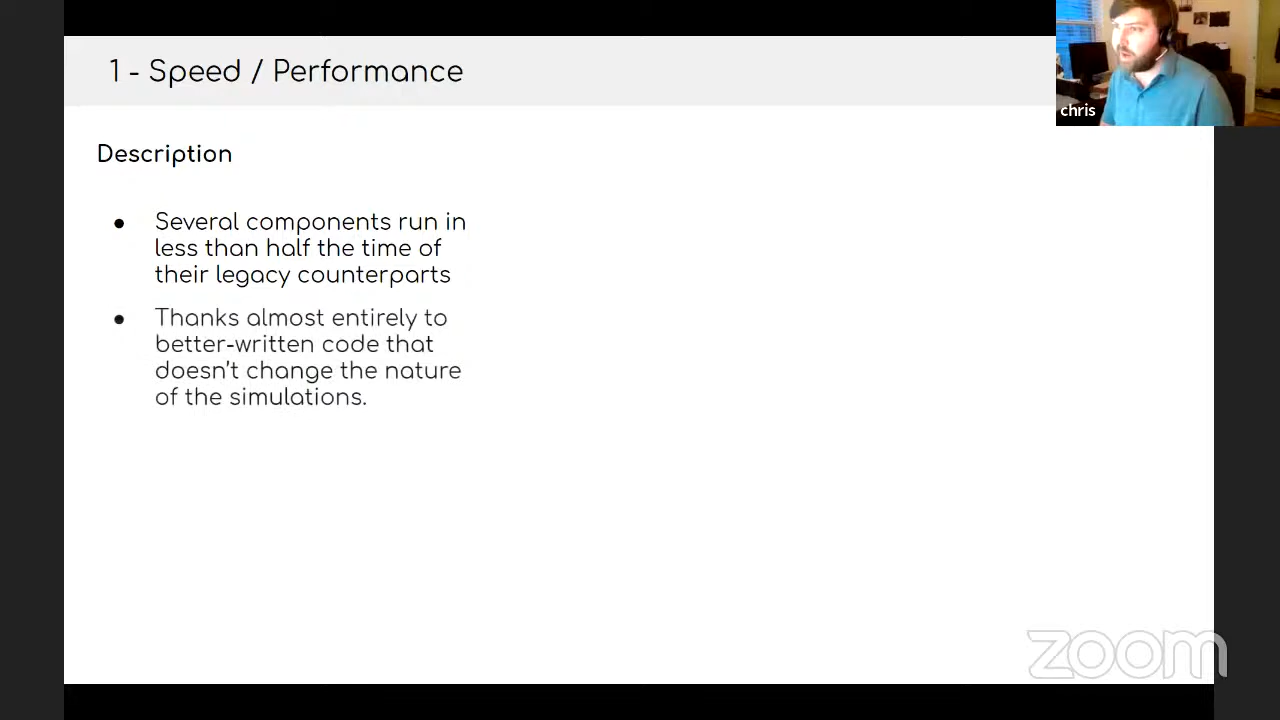 1 - Speed / Performance
chris
Description
● Several components run in
less than half the time of
their legacy counterparts
● Thanks almost entirely to
better-written code that
doesn't change the nature
of the simulations.
zoom